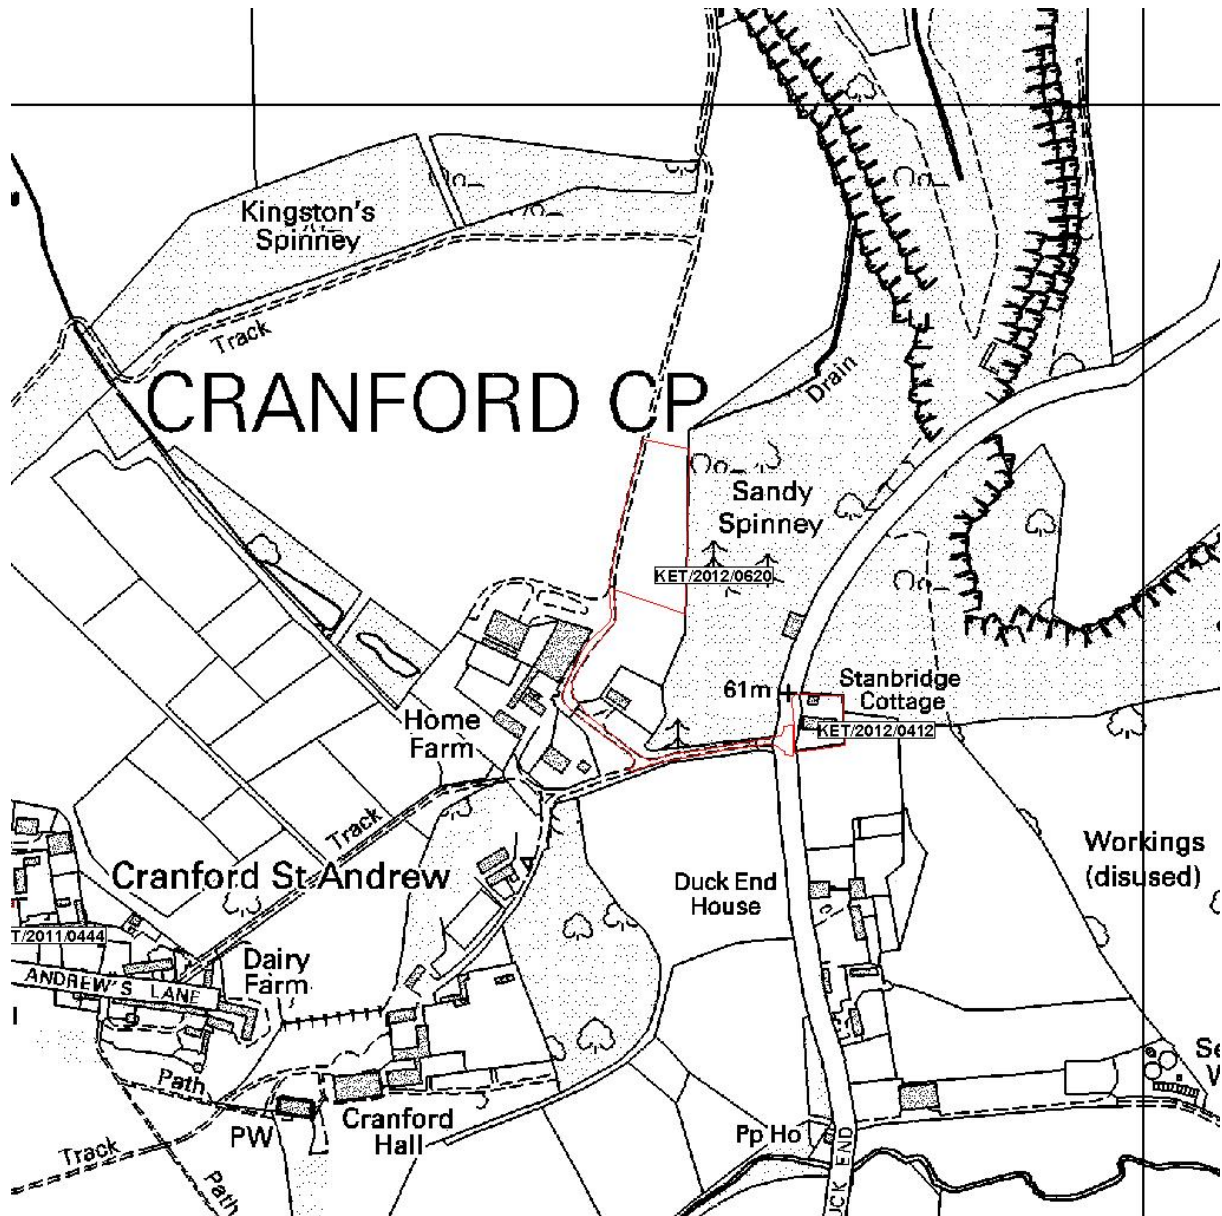 Kingston's
Spinney
Track
CRANFORD CP
Drain
Sandy
Spinney
KET/2012/0620
61m
Stanbridge
Cottage
KET/2012/0412
Home
Farm
Track
Workings
(disused)
Cranford St Andrew
Duck End
House
T/2011/0444
Dairy
Farm
ANDREW'S LANE
Path
Cranford
Hall
PW
Track
Path
Pp Ho
UCK END
Se
W